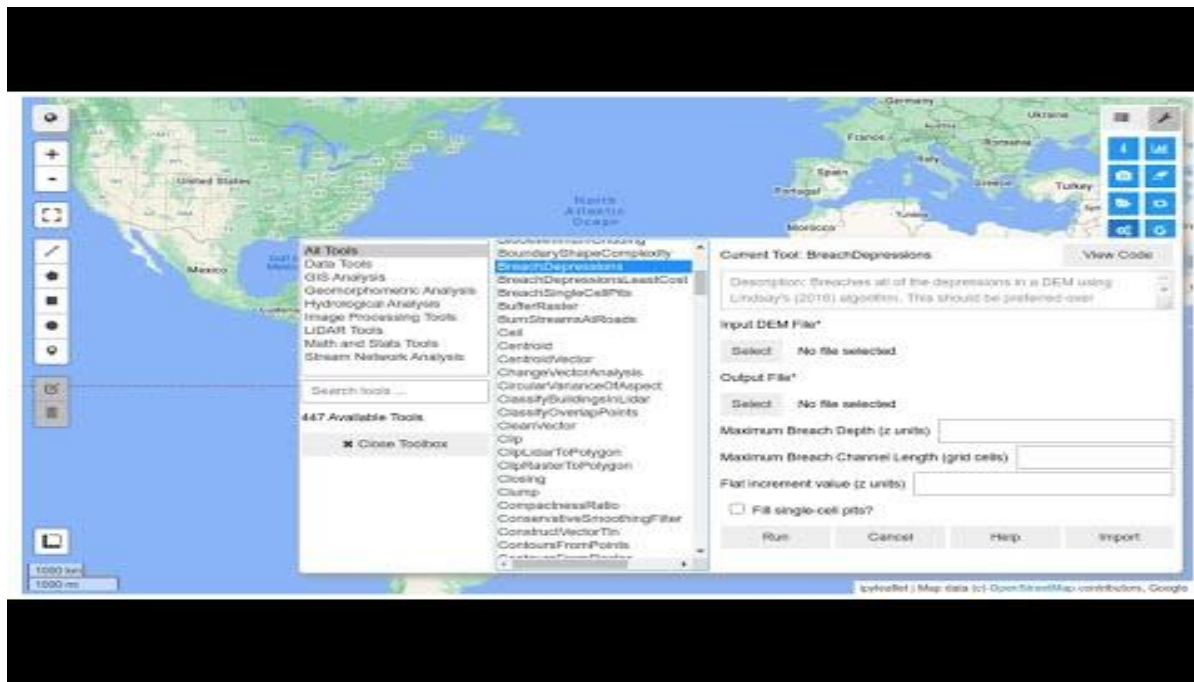 Germany
Ukraine
Austria
France
Romania
Italy
Spain
Portugal
Greece
Turkey
Tunisia
Morocco
United States
North
Atlantic
Ocean
Mexico
All Tools
Data Tools
GIS Analysis
Geomorphometric Analysis
Hydrological Analysis
Image Processing Tools
LiDAR Tools
Math and Stats Tools
Stream Network Analysis
Search tools ...
447 Available Tools
Close Toolbox
BoundaryShapeComplexity
BreachDepressions
BreachDepressionsLeastCost
BreachSingleCellPits
BufferRaster
BurnStreamsAtRoads
Ceil
Centroid
CentroidVector
ChangeVectorAnalysis
CircularVarianceOfAspect
ClassifyBuildingsInLidar
ClassifyOverlapPoints
CleanVector
Clip
ClipLidarToPolygon
ClipRasterToPolygon
Closing
Clump
CompactnessRatio
ConservativeSmoothingFilter
ConstructVectorTin
ContoursFromPoints
Current Tool: BreachDepressions
View Code
Description: Breaches all of the depressions in a DEM using
Lindsay's (2016) algorithm. This should be preferred over
Input DEM File*
Select No file selected
Output File*
Select No file selected
Maximum Breach Depth (z units)
Maximum Breach Channel Length (grid cells)
Flat increment value (z units)
Fill single-cell pits?
Run Cancel Help Import
1000 km
1000 mi
ipyleaflet | Map data (c) OpenStreetMap contributors, Google